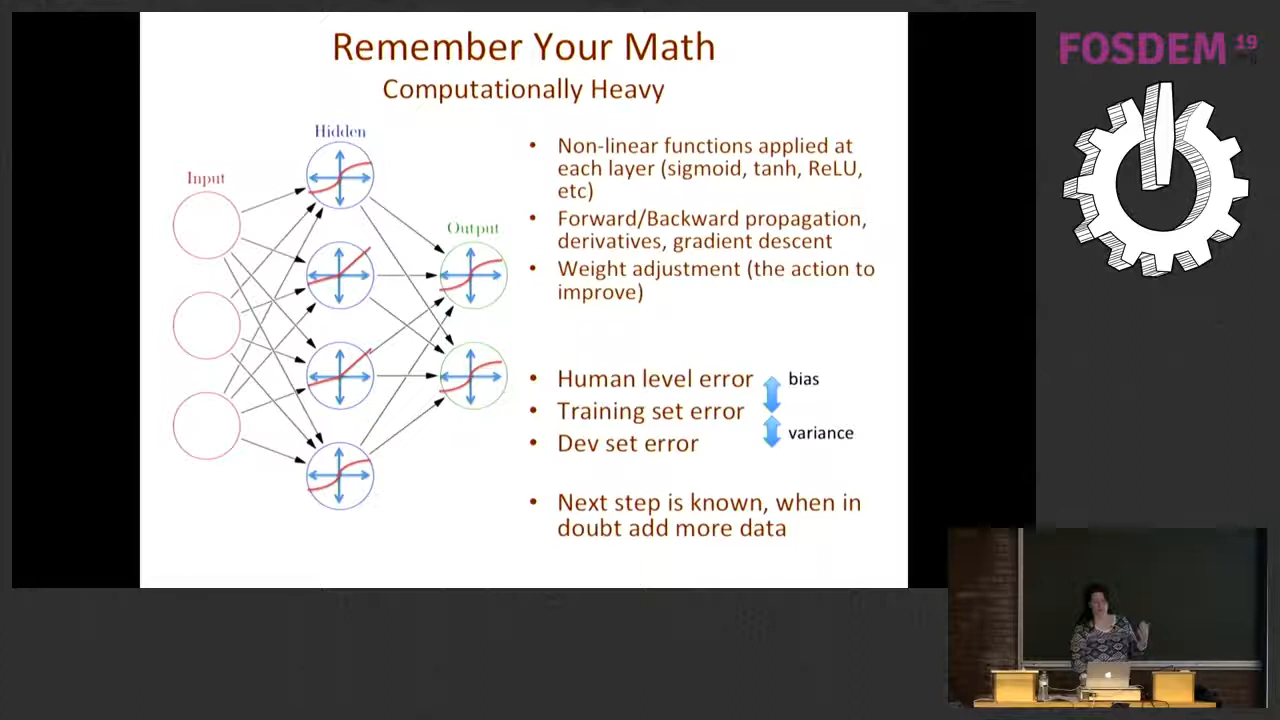 Remember Your Math
Computationally Heavy
Hidden
Input
Output
• Non-linear functions applied at
each layer (sigmoid, tanh, ReLU,
etc)
• Forward/Backward propagation,
derivatives, gradient descent
• Weight adjustment (the action to
improve)
• Human level error
bias
• Training set error
• Dev set error
variance
• Next step is known, when in
doubt add more data
FOSDEM 19